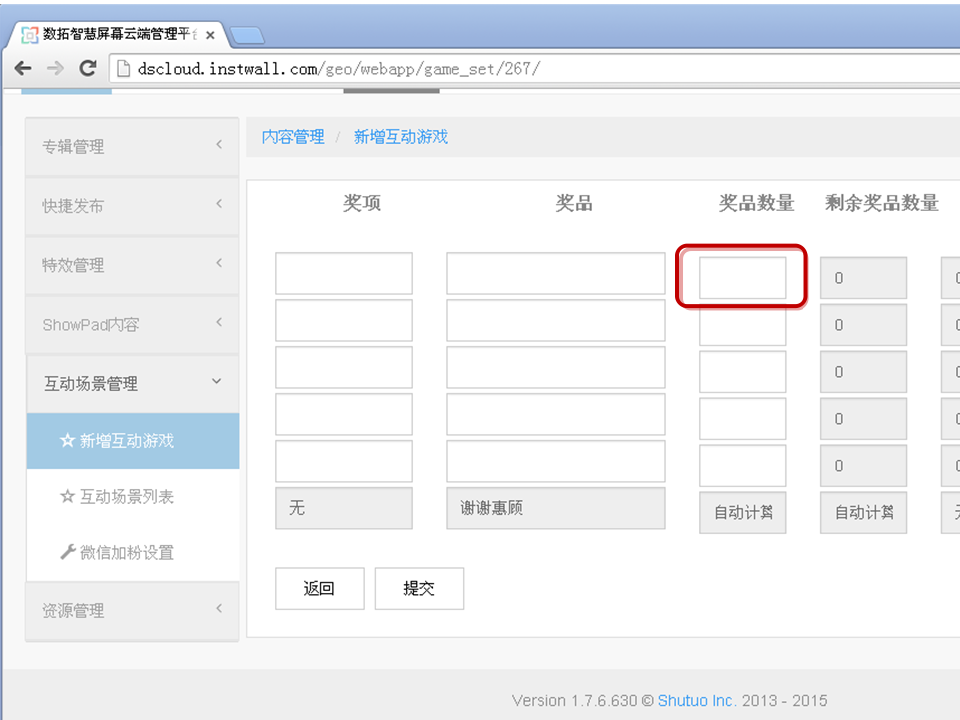 数拓智慧屏幕云端管理平
dscloud.instwall.com/geo/webapp/game_set/267/
专辑管理
快捷发布
特效管理
ShowPad内容
互动场景管理
新增互动游戏
互动场景列表
微信加粉设置
资源管理
内容管理 / 新增互动游戏
奖项 奖品 奖品数量 剩余奖品数量
0
0
0
0
0
无 谢谢惠顾 自动计算 自动计算
返回 提交
Version 1.7.6.630 © Shutuo Inc. 2013 - 2015